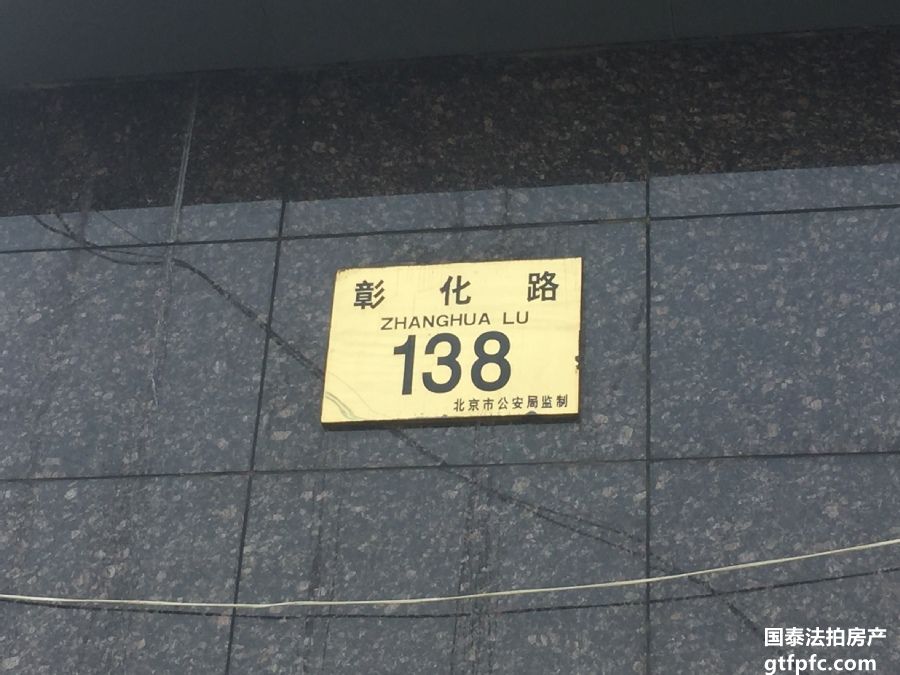 彰化路
ZHANGHUA LU
138
北京市公安局监制
国泰法拍房产
gtfpfc.com